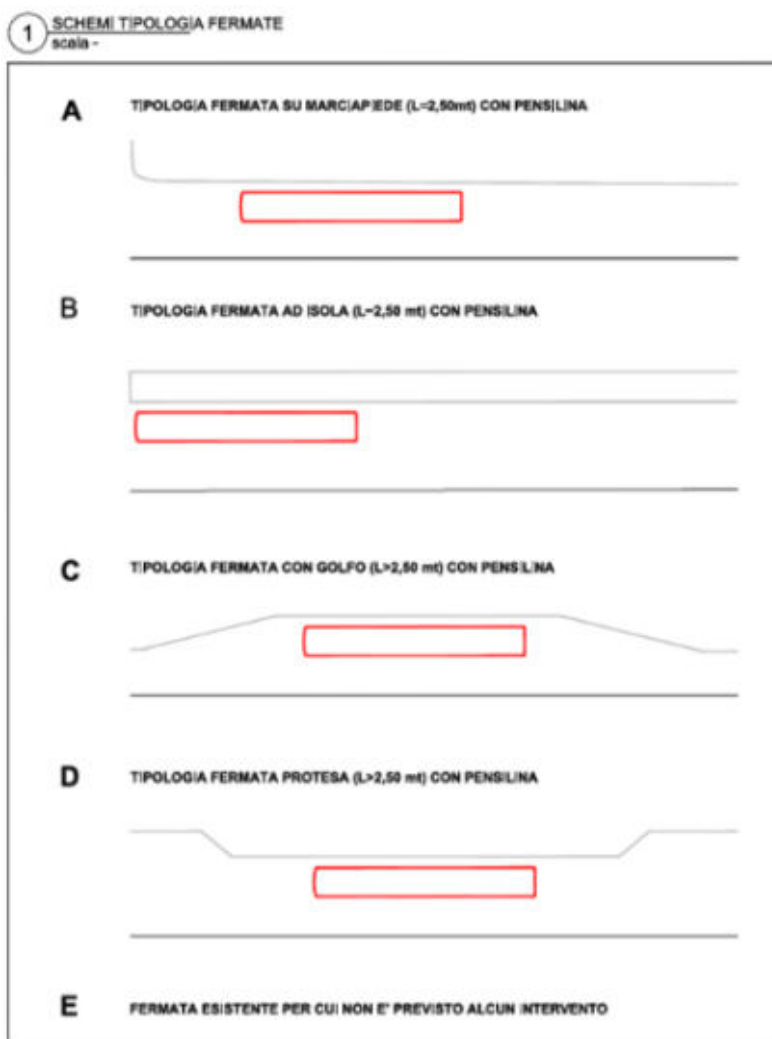 1 SCHEMI TIPOLOGIA FERMATE
scala -
A TIPOLOGIA FERMATA SU MARCIAPIEDE (L=2,50mt) CON PENSILINA
B TIPOLOGIA FERMATA AD ISOLA (L=2,50 mt) CON PENSILINA
C TIPOLOGIA FERMATA CON GOLFO (L>2,50 mt) CON PENSILINA
D TIPOLOGIA FERMATA PROTESA (L>2,50 mt) CON PENSILINA
E FERMATA ESISTENTE PER CUI NON E' PREVISTO ALCUN INTERVENTO